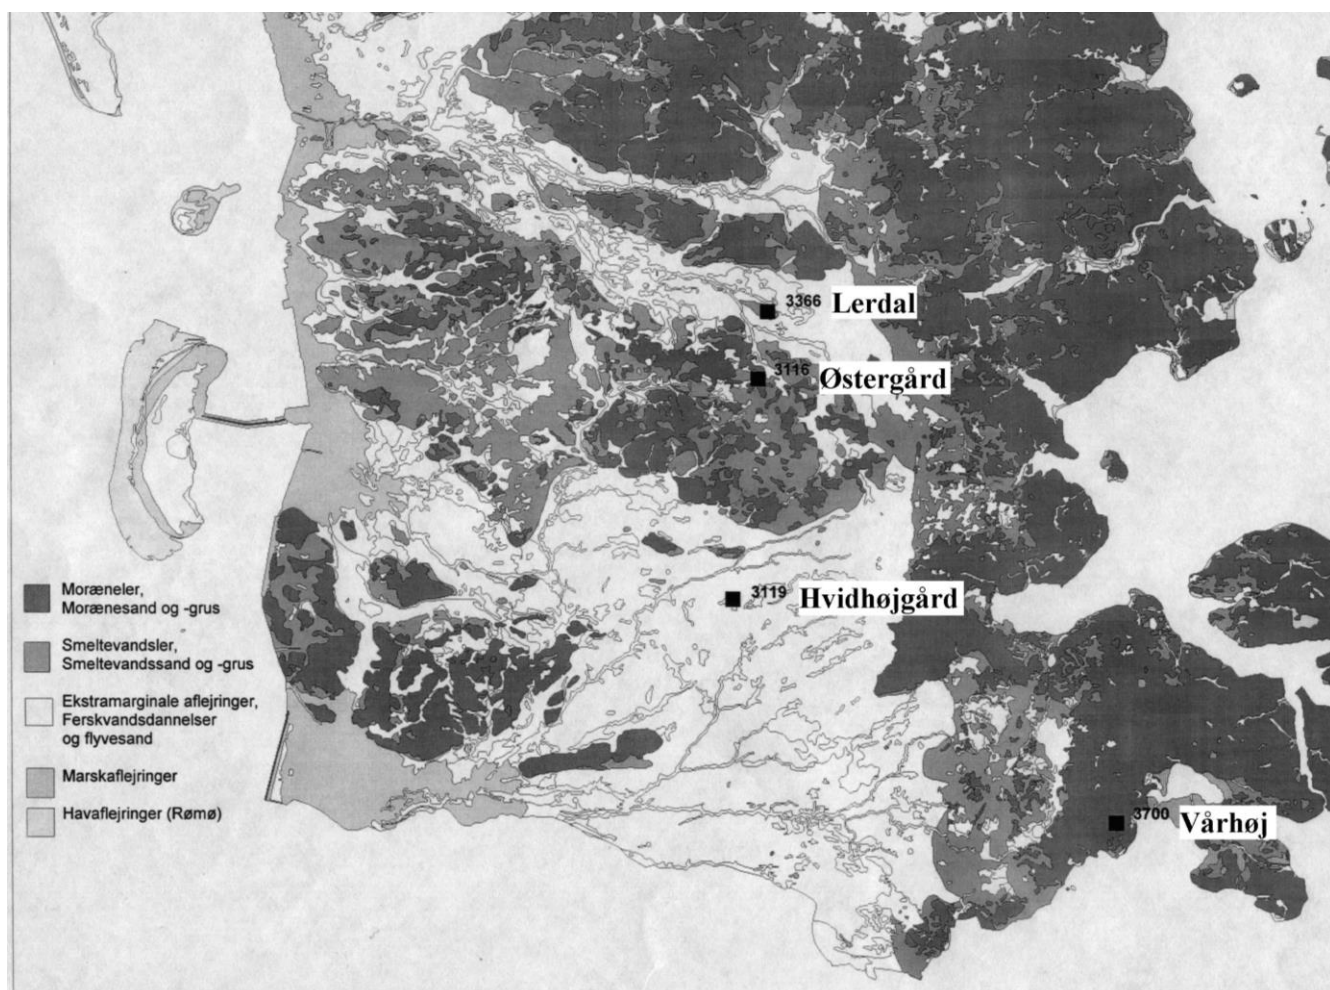 3366 Lerdal
3116 Østergård
3119 Hvidhøjgård
3700 Vårhøj
Moræneler,
Morænesand og -grus
Smeltevandsler,
Smeltevandssand og -grus
Ekstramarginale aflejringer,
Ferskvandsdannelser
og flyvesand
Marskaflejringer
Havaflejringer (Rømø)